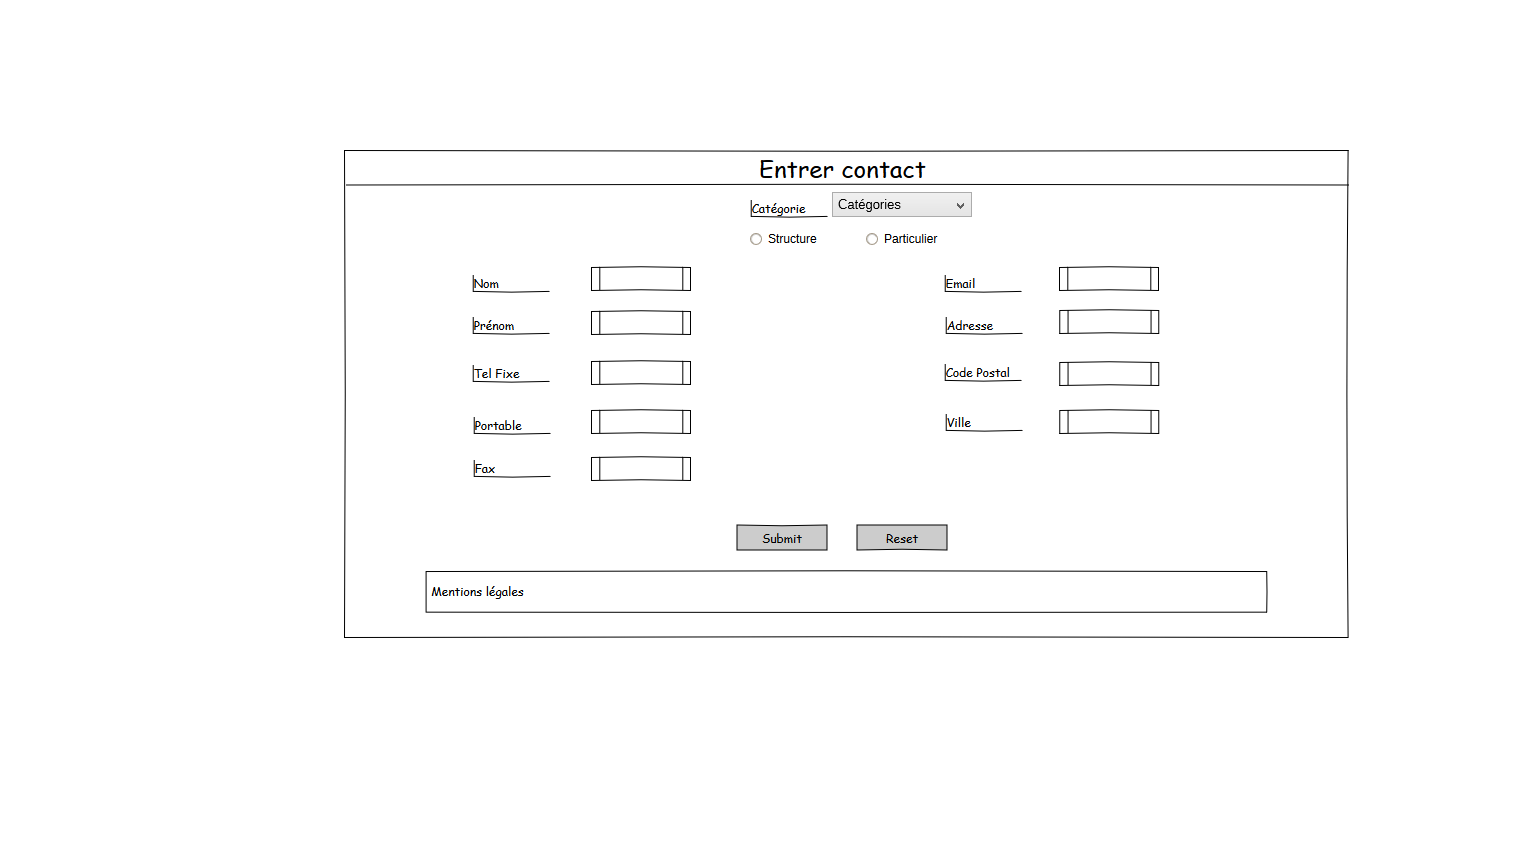 Entrer contact
Catégorie Catégories
Structure Particulier
Nom Email
Prénom Adresse
Tel Fixe Code Postal
Portable Ville
Fax
Submit Reset
Mentions légales